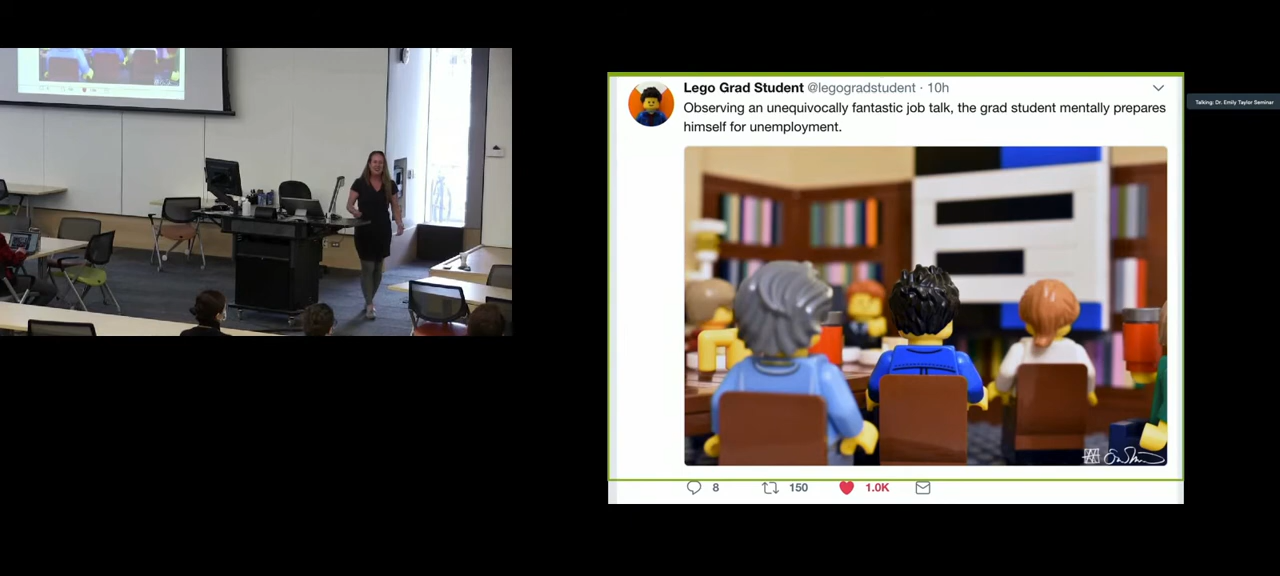 Lego Grad Student @legogradstudent · 10h
Observing an unequivocally fantastic job talk, the grad student mentally prepares
himself for unemployment.
8 150 1.0K
Talking: Dr. Emily Taylor Seminar